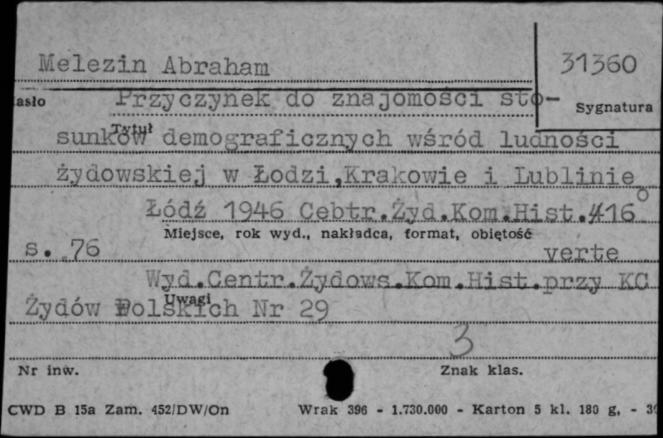 Melezin Abraham
31360
asło
Przyczynek do znajomości sto-
Sygnatura
Tytuł
sunków demograficznych wśród ludności
żydowskiej w Łodzi,Krakowie i Lublinie
Łódź 1946 Cebtr.Żyd.Kom.Hist. 16°
Miejsce, rok wyd., nakładca, format, objętość
s. 76
verte
Wyd.Centr.Żydows.Kom.Hist.przy KC
Uwagi
Żydów Polskich Nr 29
3
Nr inw.
Znak klas.
CWD B 15a Zam. 452/DW/On
Wrak 396 - 1.730.000 - Karton 5 kl. 180 g, -